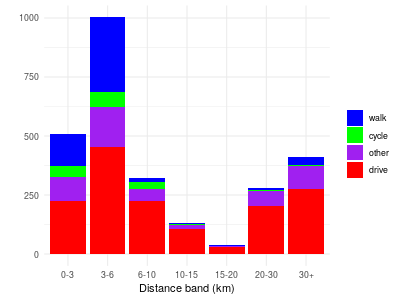 1000
750
500
250
0
0-3 3-6 6-10 10-15 15-20 20-30 30+
Distance band (km)
walk
cycle
other
drive